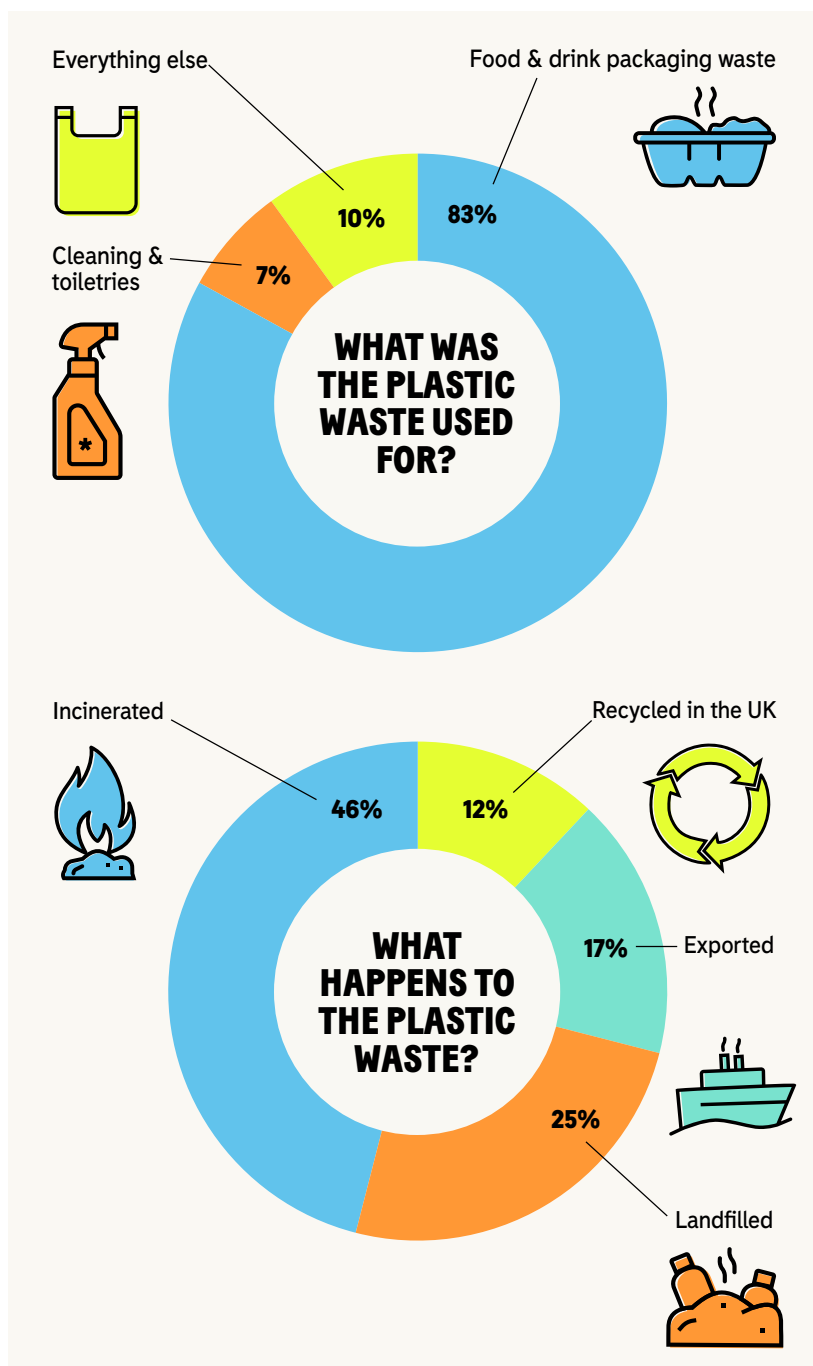 Everything else
Food & drink packaging waste
10%
83%
Cleaning &
toiletries
7%
WHAT WAS
THE PLASTIC
WASTE USED
FOR?
*
Incinerated
Recycled in the UK
46%
12%
WHAT
HAPPENS TO
THE PLASTIC
WASTE?
17%
Exported
25%
Landfilled